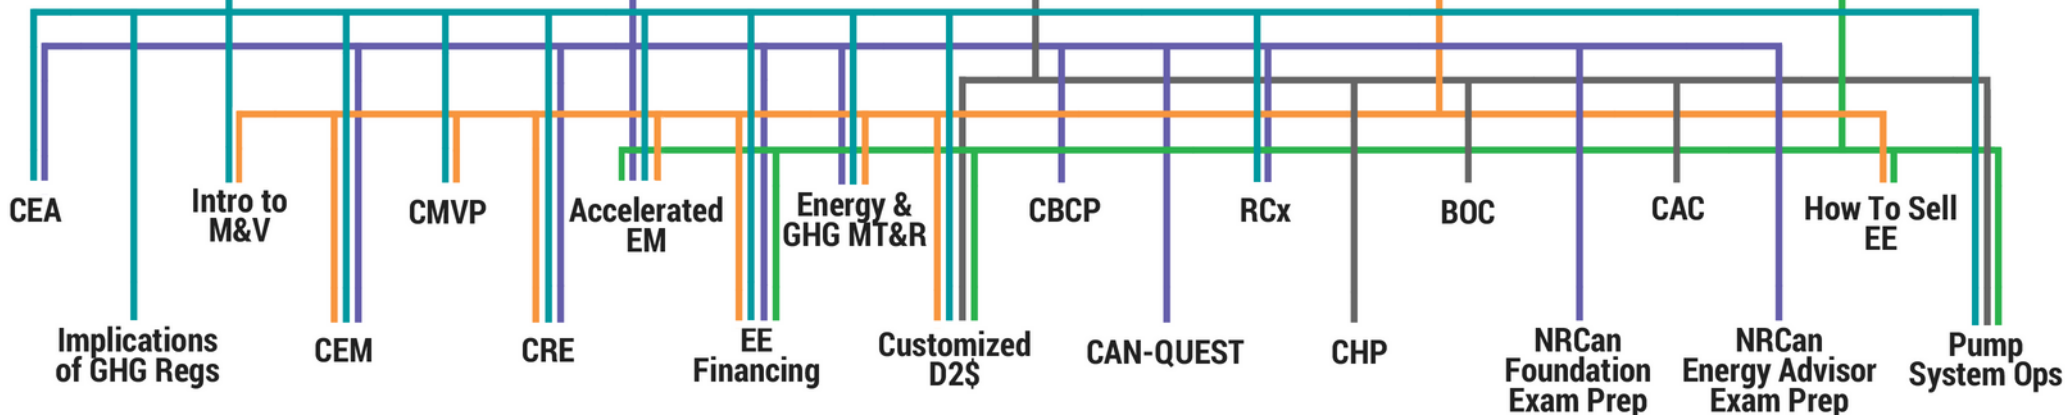 CEA
Intro to
M&V
CMVP
Accelerated
EM
Energy &
GHG MT&R
CBCP
RCx
BOC
CAC
How To Sell
EE
Implications
of GHG Regs
CEM
CRE
EE
Financing
Customized
D2$
CAN-QUEST
CHP
NRCan
Foundation
Exam Prep
NRCan
Energy Advisor
Exam Prep
Pump
System Ops